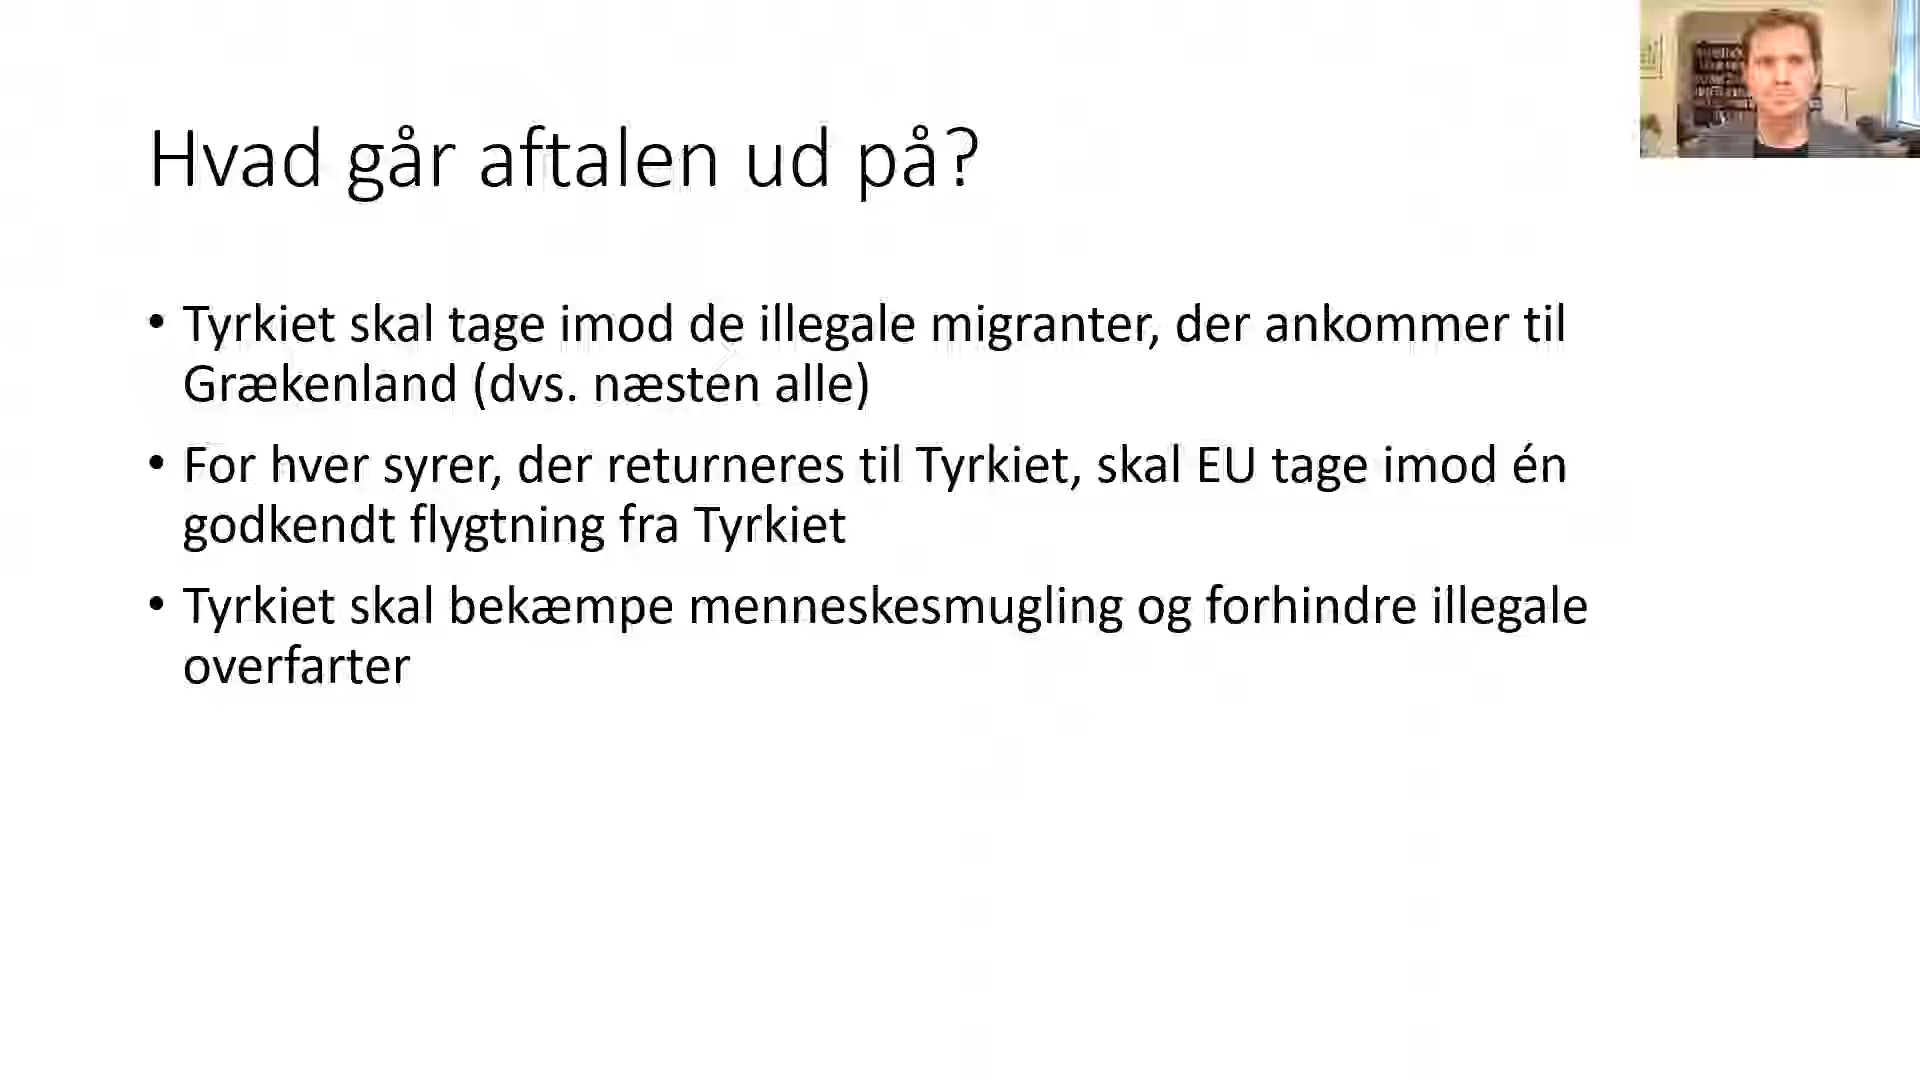 Hvad går aftalen ud på?
• Tyrkiet skal tage imod de illegale migranter, der ankommer til
Grækenland (dvs. næsten alle)
• For hver syrer, der returneres til Tyrkiet, skal EU tage imod én
godkendt flygtning fra Tyrkiet
• Tyrkiet skal bekæmpe menneskesmugling og forhindre illegale
overfarter